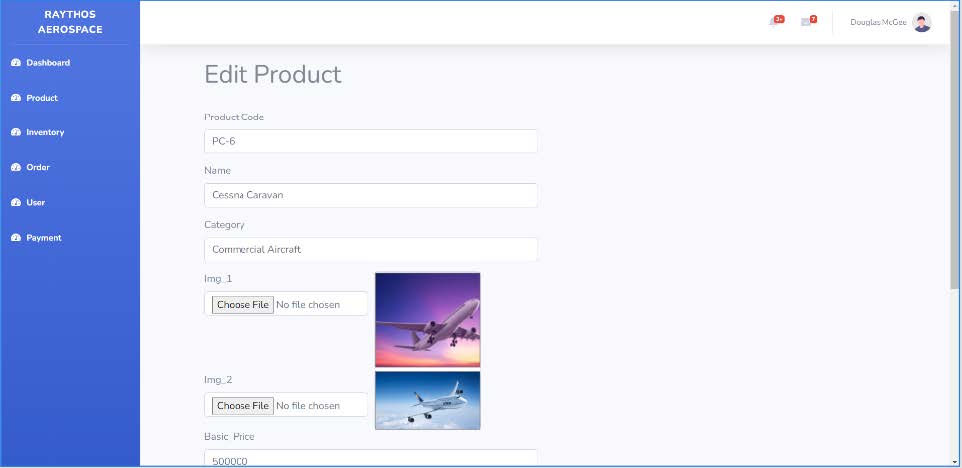 RAYTHOS
AEROSPACE
3+
7
Douglas McGee
Dashboard
Product
Inventory
Order
User
Payment
Edit Product
Product Code
PC-6
Name
Cessna Caravan
Category
Commercial Aircraft
Img_1
Choose File No file chosen
Img_2
Choose File No file chosen
Basic Price
500000